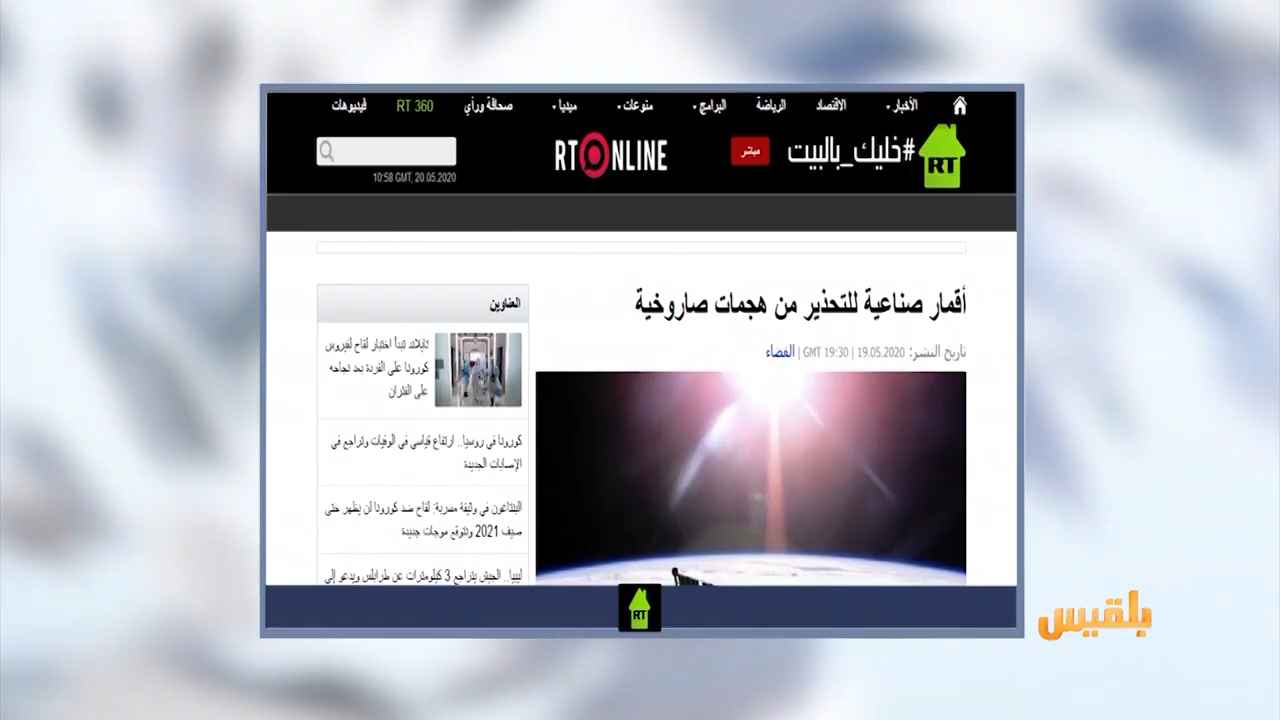 الأخبار
الاقتصاد
الرياضة
البرامج
منوعات
ميديا
صحافة ورأي
RT 360
فيديوهات
RT
#خليك_بالبيت
مباشر
RT ONLINE
10:58 GMT, 20.05.2020
أقمار صناعية للتحذير من هجمات صاروخية
تاريخ النشر: 19.05.2020 | 19:30 GMT | الفضاء
العناوين
تايلاند تبدأ اختبار لقاح لفيروس
كورونا على القردة بعد نجاحه
على الفئران
كورونا في روسيا.. ارتفاع قياسي في الوفيات وتراجع في
الإصابات الجديدة
البنتاغون في وثيقة مسربة: لقاح ضد كورونا لن يظهر حتى
صيف 2021 ونتوقع موجات جديدة
ليبيا.. الجيش يتراجع 3 كيلومترات عن طرابلس ويدعو إلى
RT
بلقيس